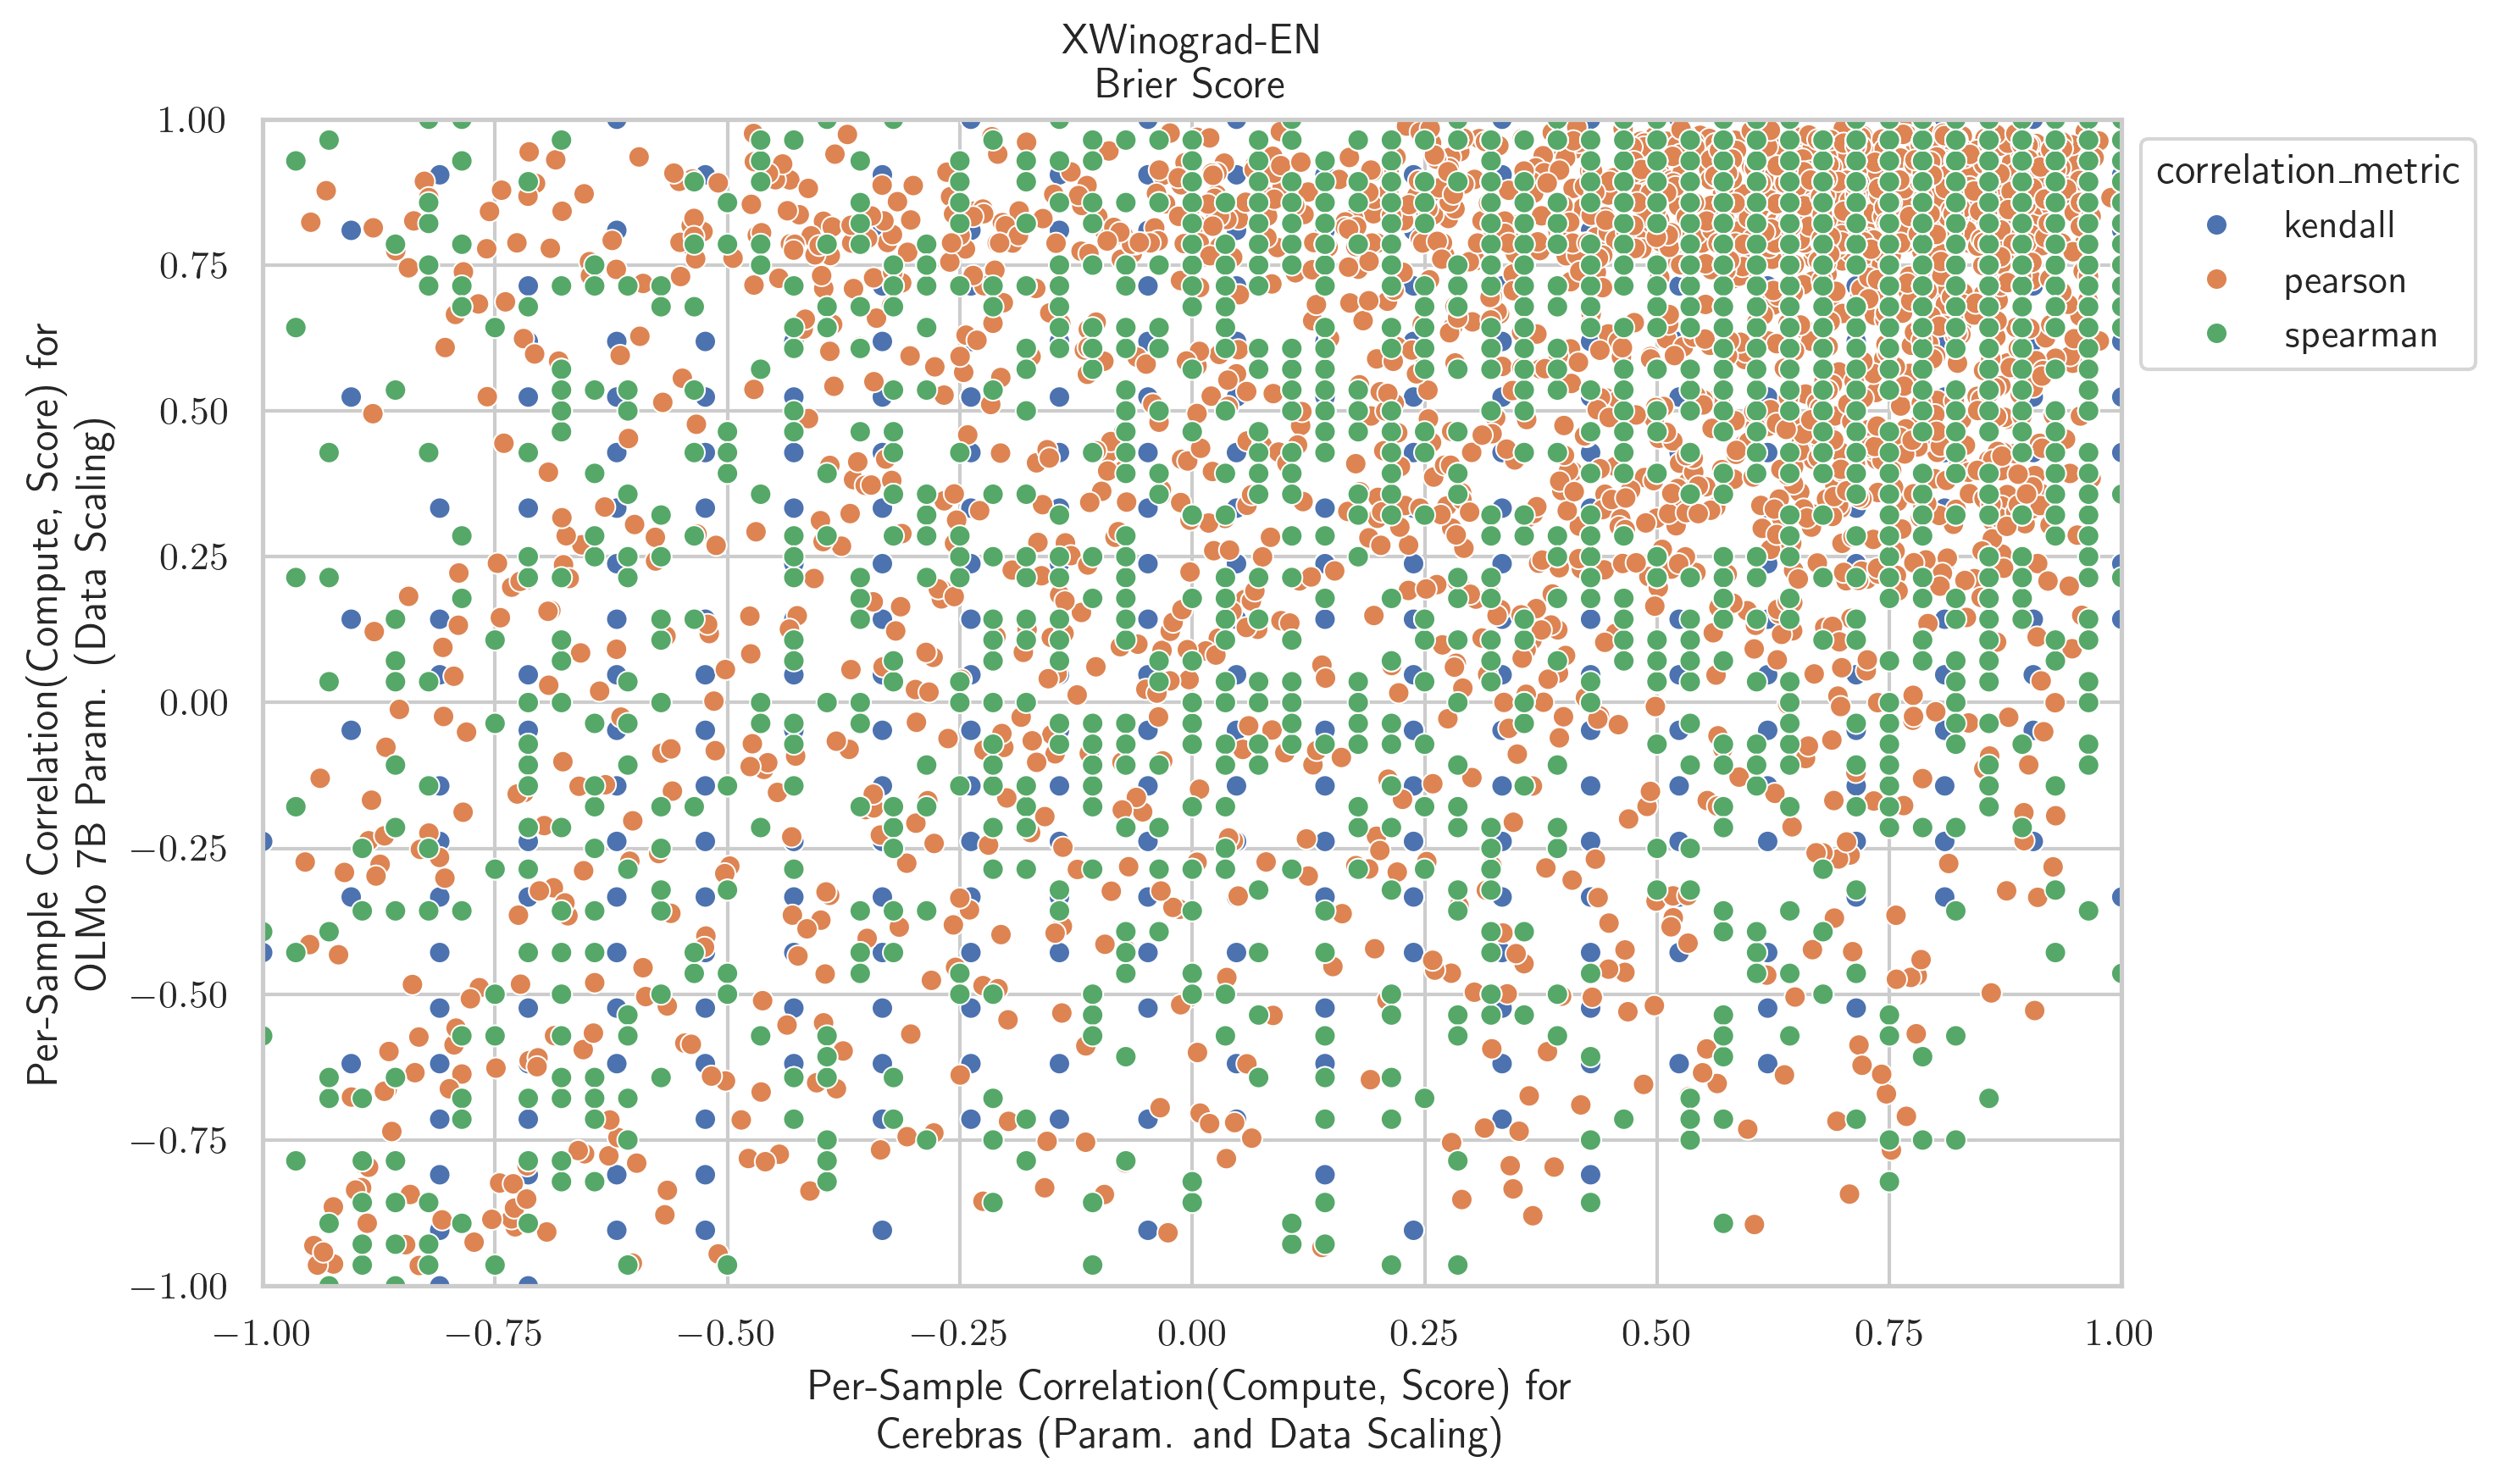 XWinograd-EN
Brier Score
1.00
0.75
0.50
0.25
0.00
−0.25
−0.50
−0.75
−1.00
Per-Sample Correlation(Compute, Score) for
OLMo 7B Param. (Data Scaling)
−1.00 −0.75 −0.50 −0.25 0.00 0.25 0.50 0.75 1.00
Per-Sample Correlation(Compute, Score) for
Cerebras (Param. and Data Scaling)
correlation_metric
kendall
pearson
spearman